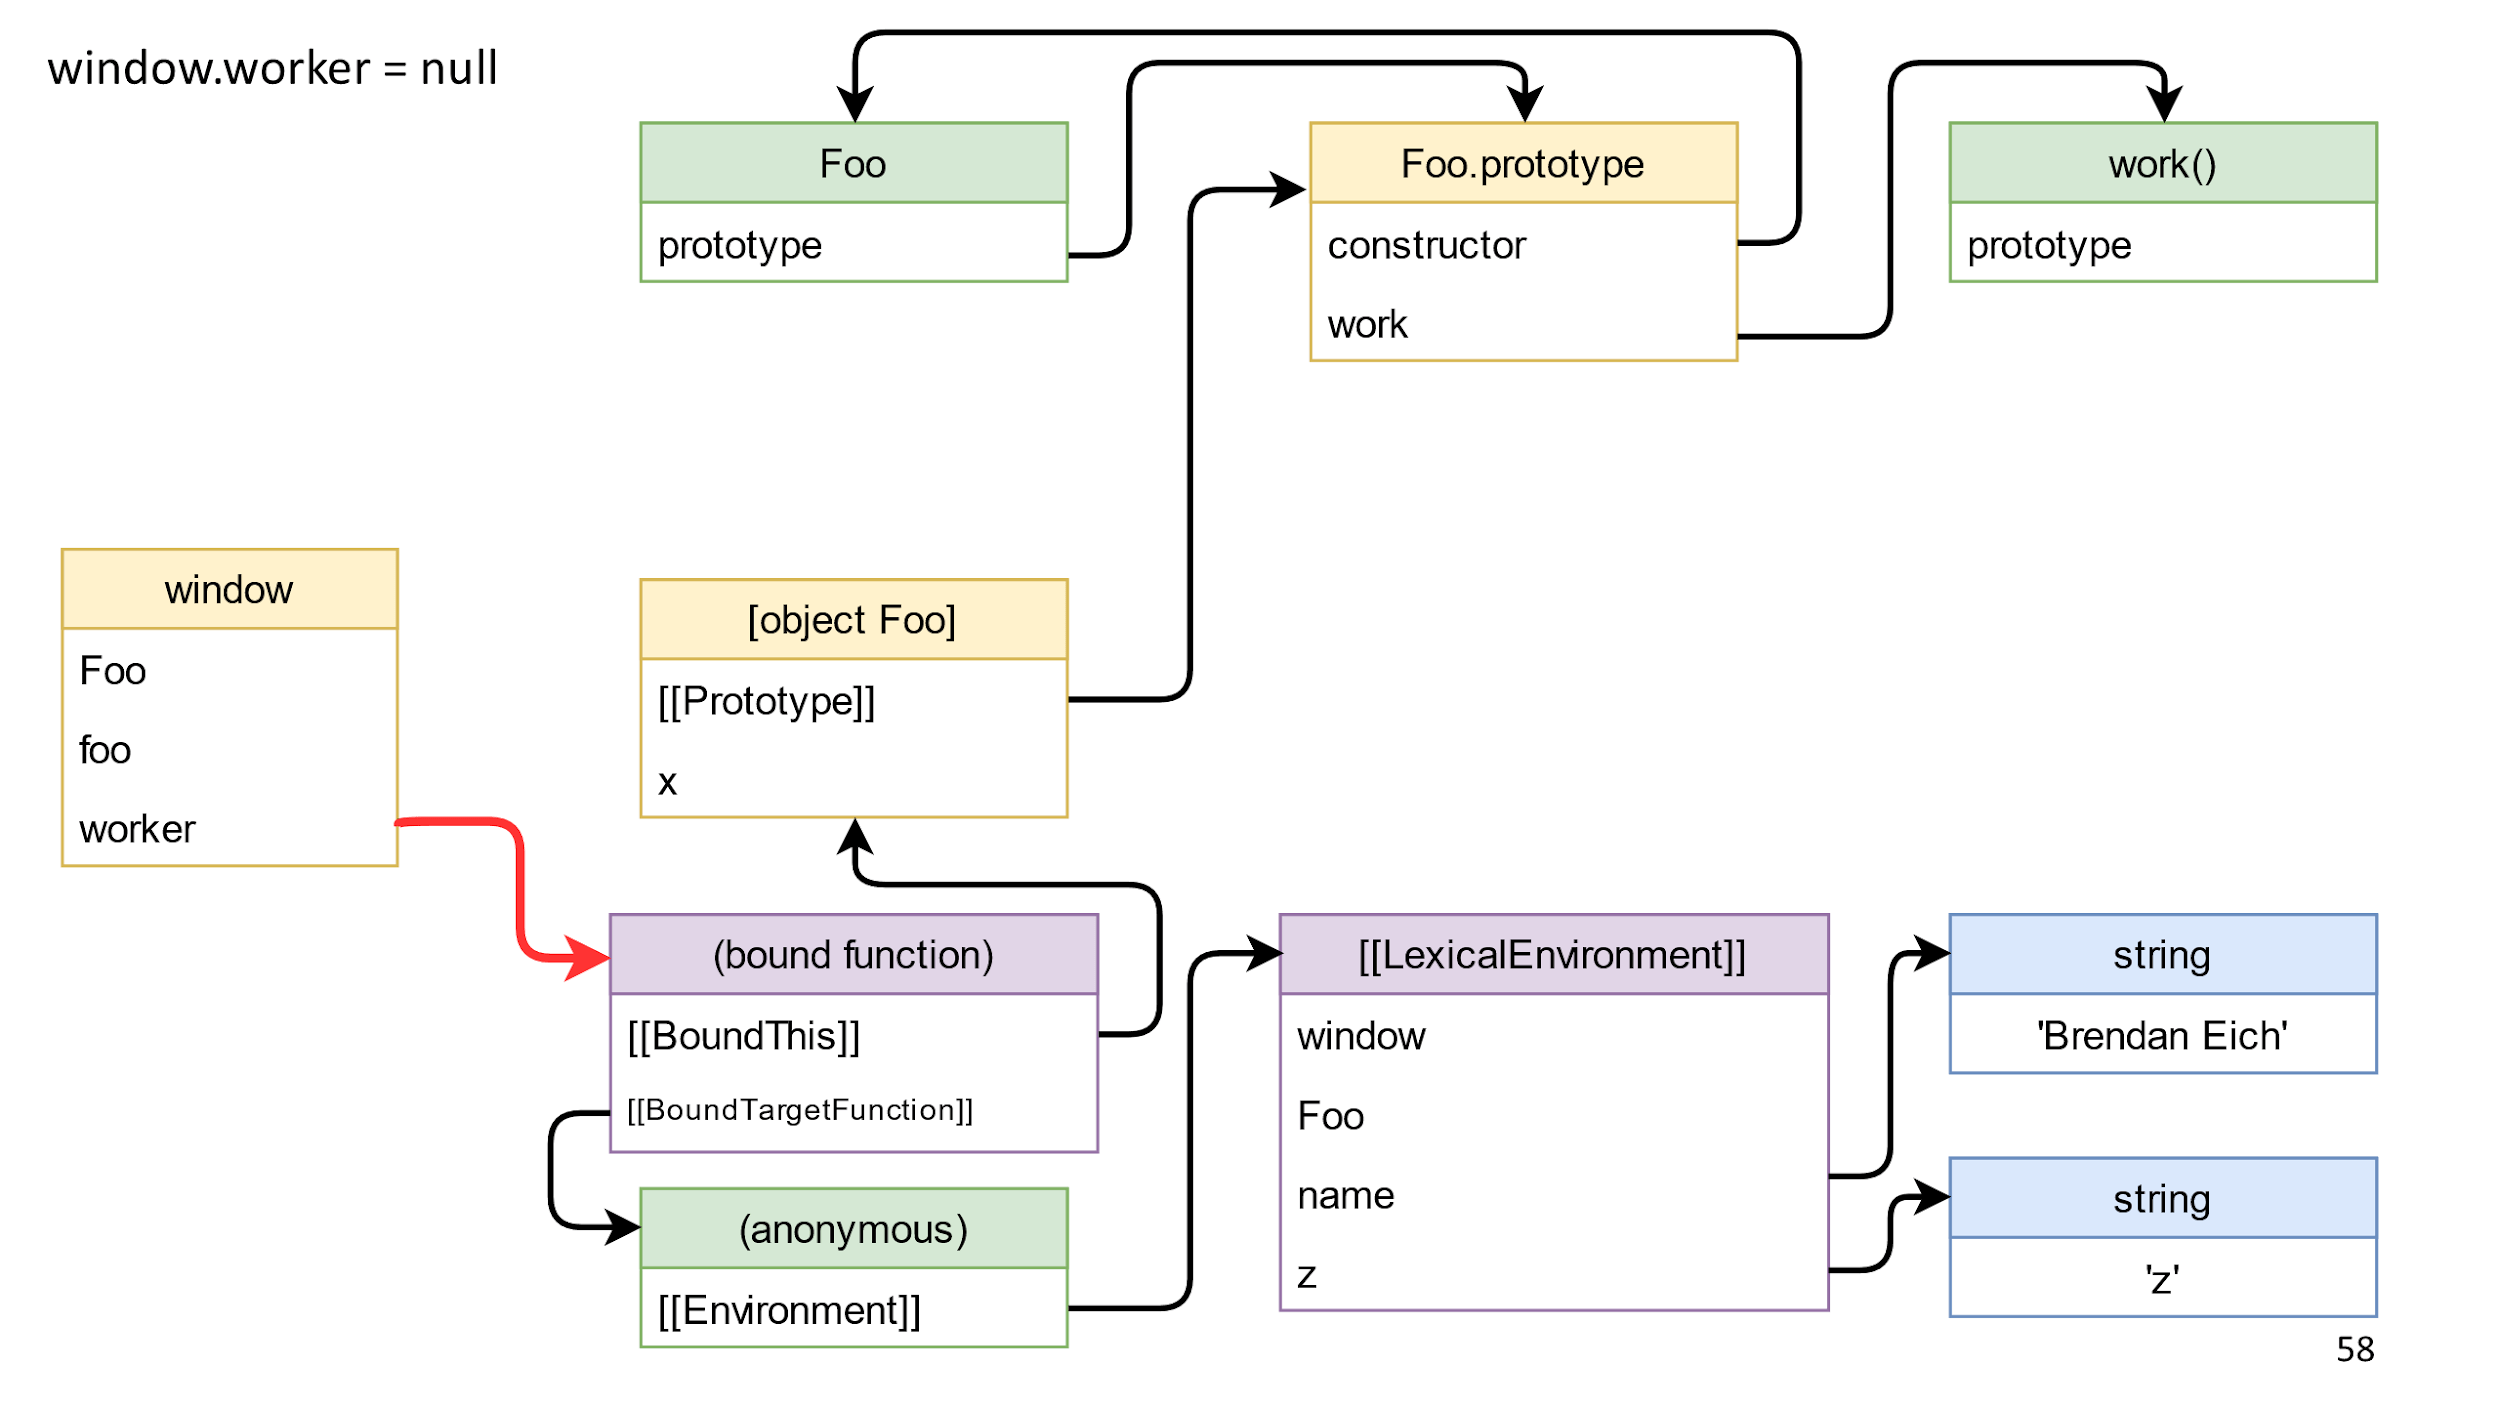 window.worker = null
Foo
prototype
Foo.prototype
constructor
work
work()
prototype
window
Foo
foo
worker
[object Foo]
[[Prototype]]
x
(bound function)
[[BoundThis]]
[[BoundTargetFunction]]
(anonymous)
[[Environment]]
[[LexicalEnvironment]]
window
Foo
name
z
string
'Brendan Eich'
string
'z'
58